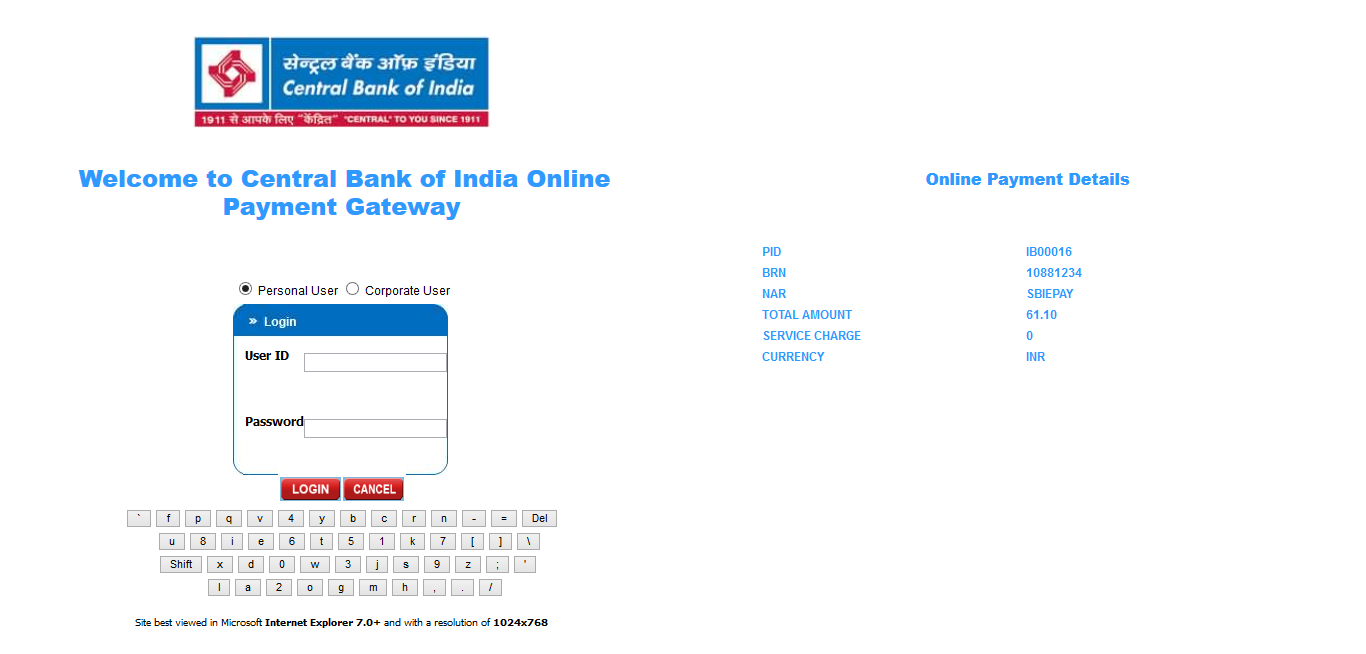 सेन्ट्रल बैंक ऑफ़ इंडिया
Central Bank of India
1911 से आपके लिए "केंद्रित" "CENTRAL" TO YOU SINCE 1911
Welcome to Central Bank of India Online
Payment Gateway
Personal User Corporate User
» Login
User ID
Password
LOGIN CANCEL
` f p q v 4 y b c r n - = Del
u 8 i e 6 t 5 1 k 7 [ ] \
Shift x d 0 w 3 j s 9 z ; '
l a 2 o g m h , . /
Site best viewed in Microsoft Internet Explorer 7.0+ and with a resolution of 1024x768
Online Payment Details
PID IB00016
BRN 10881234
NAR SBIEPAY
TOTAL AMOUNT 61.10
SERVICE CHARGE 0
CURRENCY INR